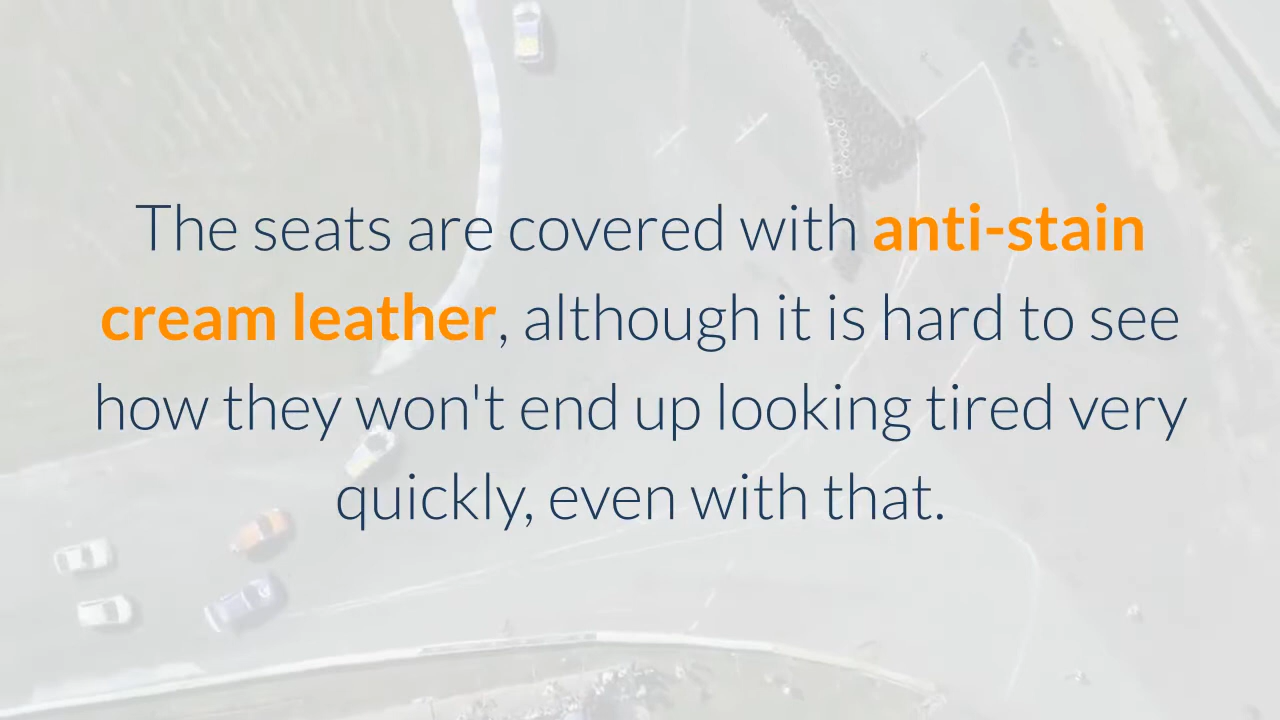 The seats are covered with anti-stain
cream leather, although it is hard to see
how they won't end up looking tired very
quickly, even with that.